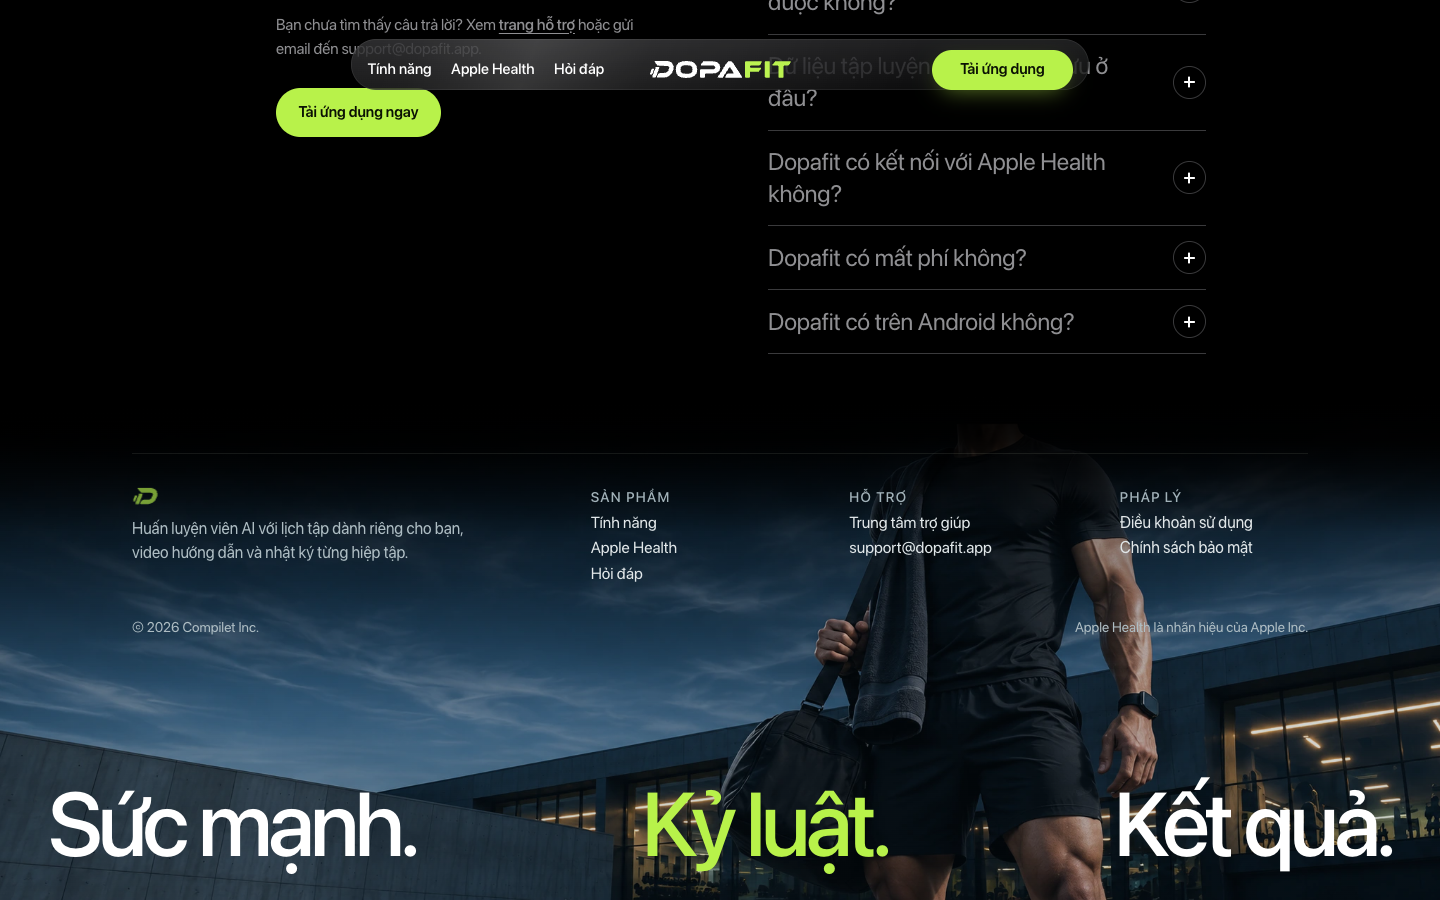 Bạn chưa tìm thấy câu trả lời? Xem trang hỗ trợ hoặc gửi
email đến support@dopafit.app.
Tải ứng dụng ngay
Tính năng
Apple Health
Hỏi đáp
DOPAFIT
Tải ứng dụng
được không?
Dữ liệu tập luyện
ở
đâu?
Dopafit có kết nối với Apple Health
không?
Dopafit có mất phí không?
Dopafit có trên Android không?
Huấn luyện viên AI với lịch tập dành riêng cho bạn,
video hướng dẫn và nhật ký từng hiệp tập.
SẢN PHẨM
Tính năng
Apple Health
Hỏi đáp
HỖ TRỢ
Trung tâm trợ giúp
support@dopafit.app
PHÁP LÝ
Điều khoản sử dụng
Chính sách bảo mật
© 2026 Compilet Inc.
Apple Health là nhãn hiệu của Apple Inc.
Sức mạnh. Kỷ luật. Kết quả.